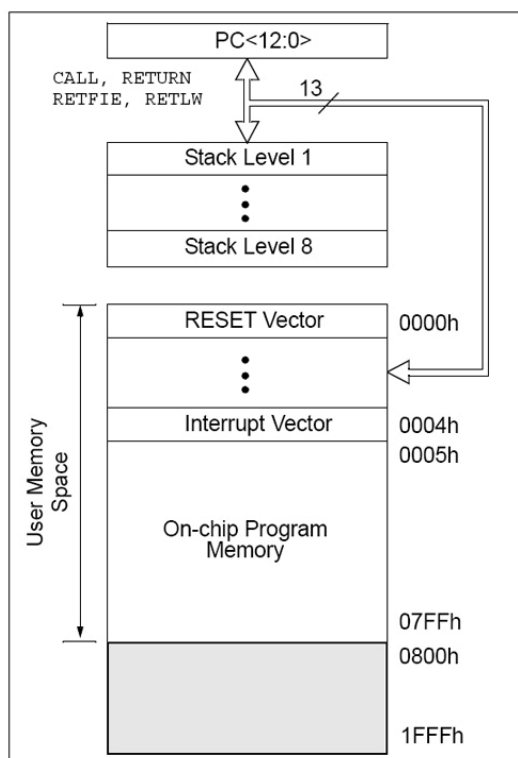 PC<12:0>
CALL, RETURN
RETFIE, RETLW
13
Stack Level 1
Stack Level 8
RESET Vector
0000h
Interrupt Vector
0004h
0005h
User Memory
Space
On-chip Program
Memory
07FFh
0800h
1FFFh